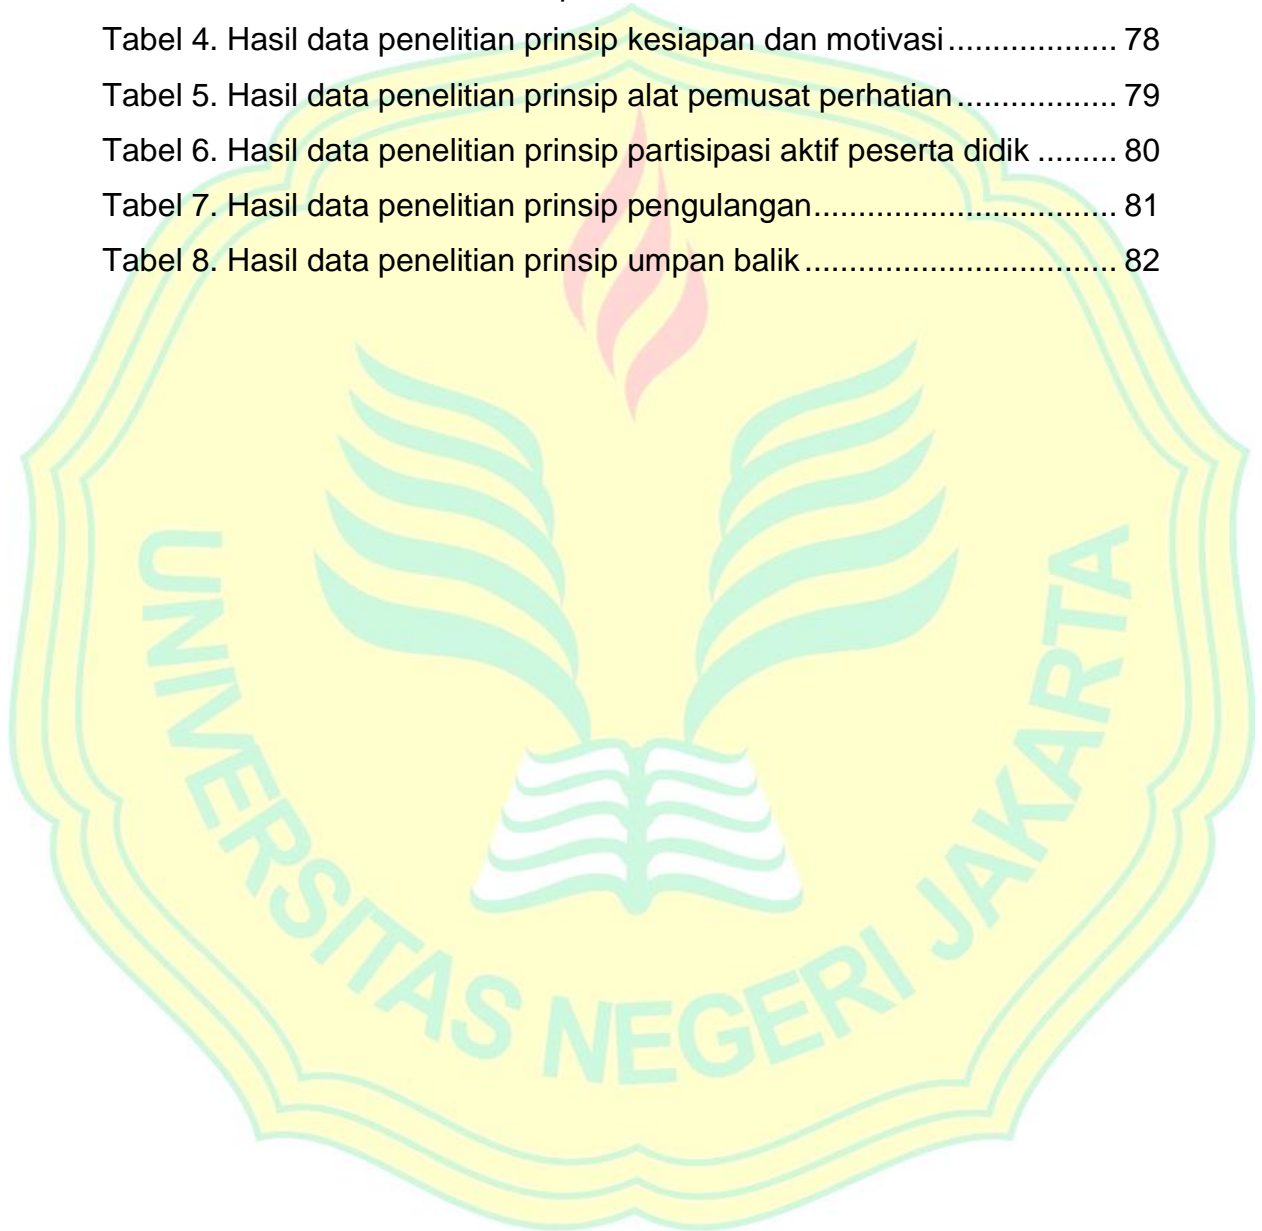 Tabel 4. Hasil data penelitian prinsip kesiapan dan motivasi................... 78
Tabel 5. Hasil data penelitian prinsip alat pemusat perhatian.................. 79
Tabel 6. Hasil data penelitian prinsip partisipasi aktif peserta didik ......... 80
Tabel 7. Hasil data penelitian prinsip pengulangan.................................. 81
Tabel 8. Hasil data penelitian prinsip umpan balik................................... 82
UNIVERSITAS NEGERI JAKARTA